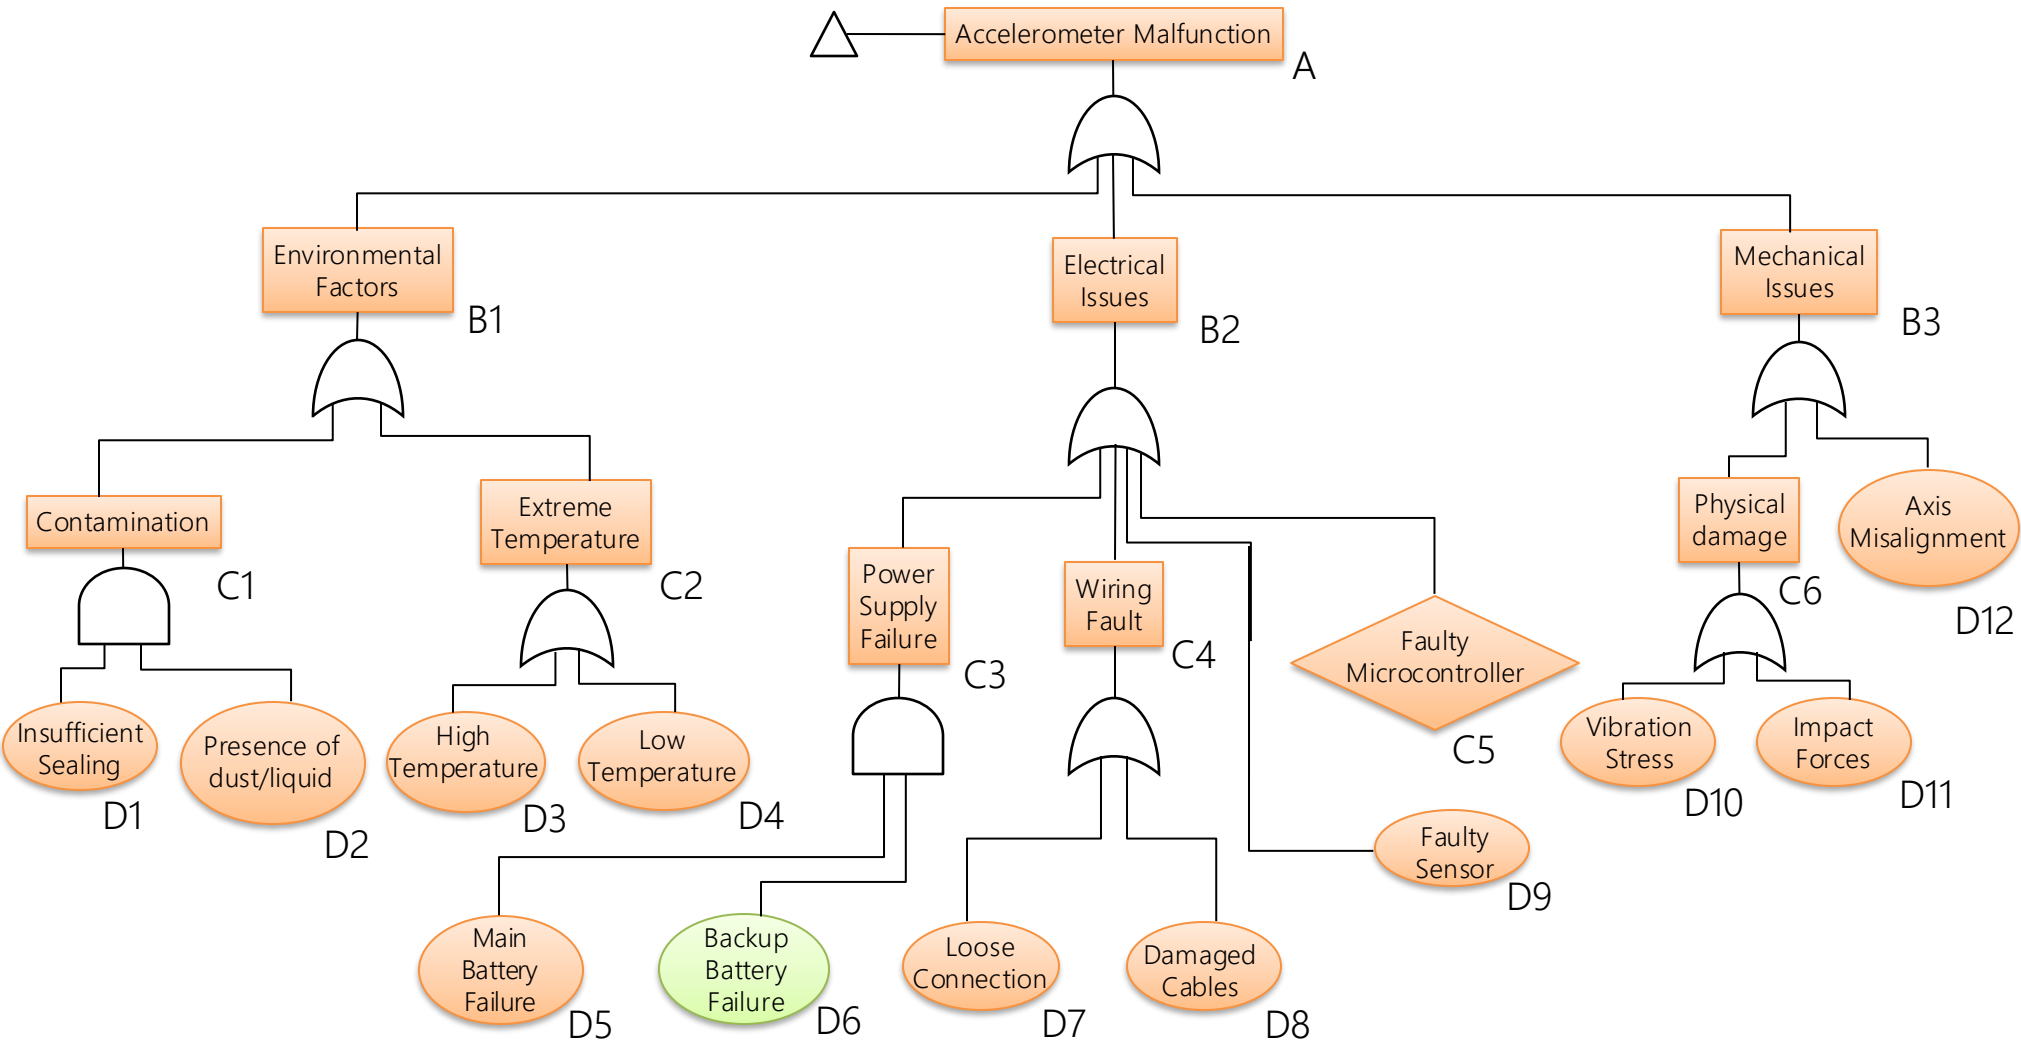 Accelerometer Malfunction
A
Environmental
Factors
B1
Electrical
Issues
B2
Mechanical
Issues
B3
Contamination
C1
Extreme
Temperature
C2
Power
Supply
Failure
C3
Wiring
Fault
C4
Faulty
Microcontroller
C5
Physical
damage
C6
Axis
Misalignment
D12
Insufficient
Sealing
D1
Presence of
dust/liquid
D2
High
Temperature
D3
Low
Temperature
D4
Vibration
Stress
D10
Impact
Forces
D11
Faulty
Sensor
D9
Main
Battery
Failure
D5
Backup
Battery
Failure
D6
Loose
Connection
D7
Damaged
Cables
D8